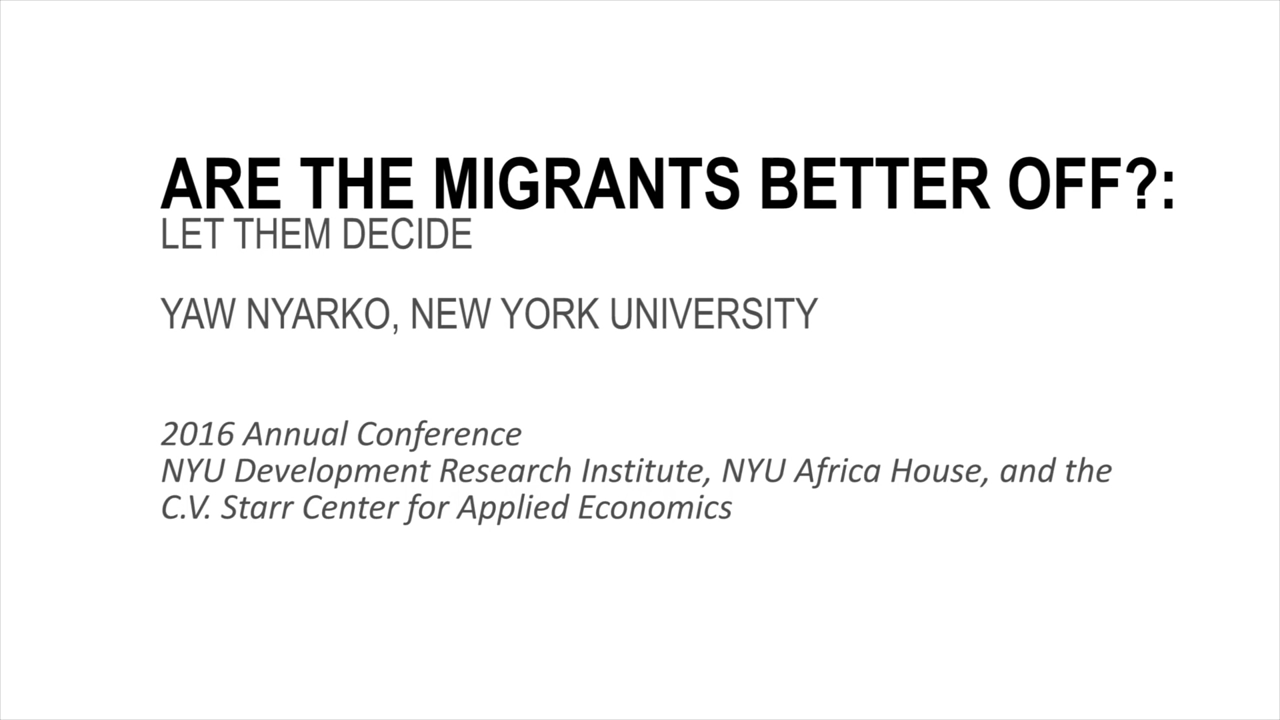 ARE THE MIGRANTS BETTER OFF?:
LET THEM DECIDE
YAW NYARKO, NEW YORK UNIVERSITY
2016 Annual Conference
NYU Development Research Institute, NYU Africa House, and the
C.V. Starr Center for Applied Economics